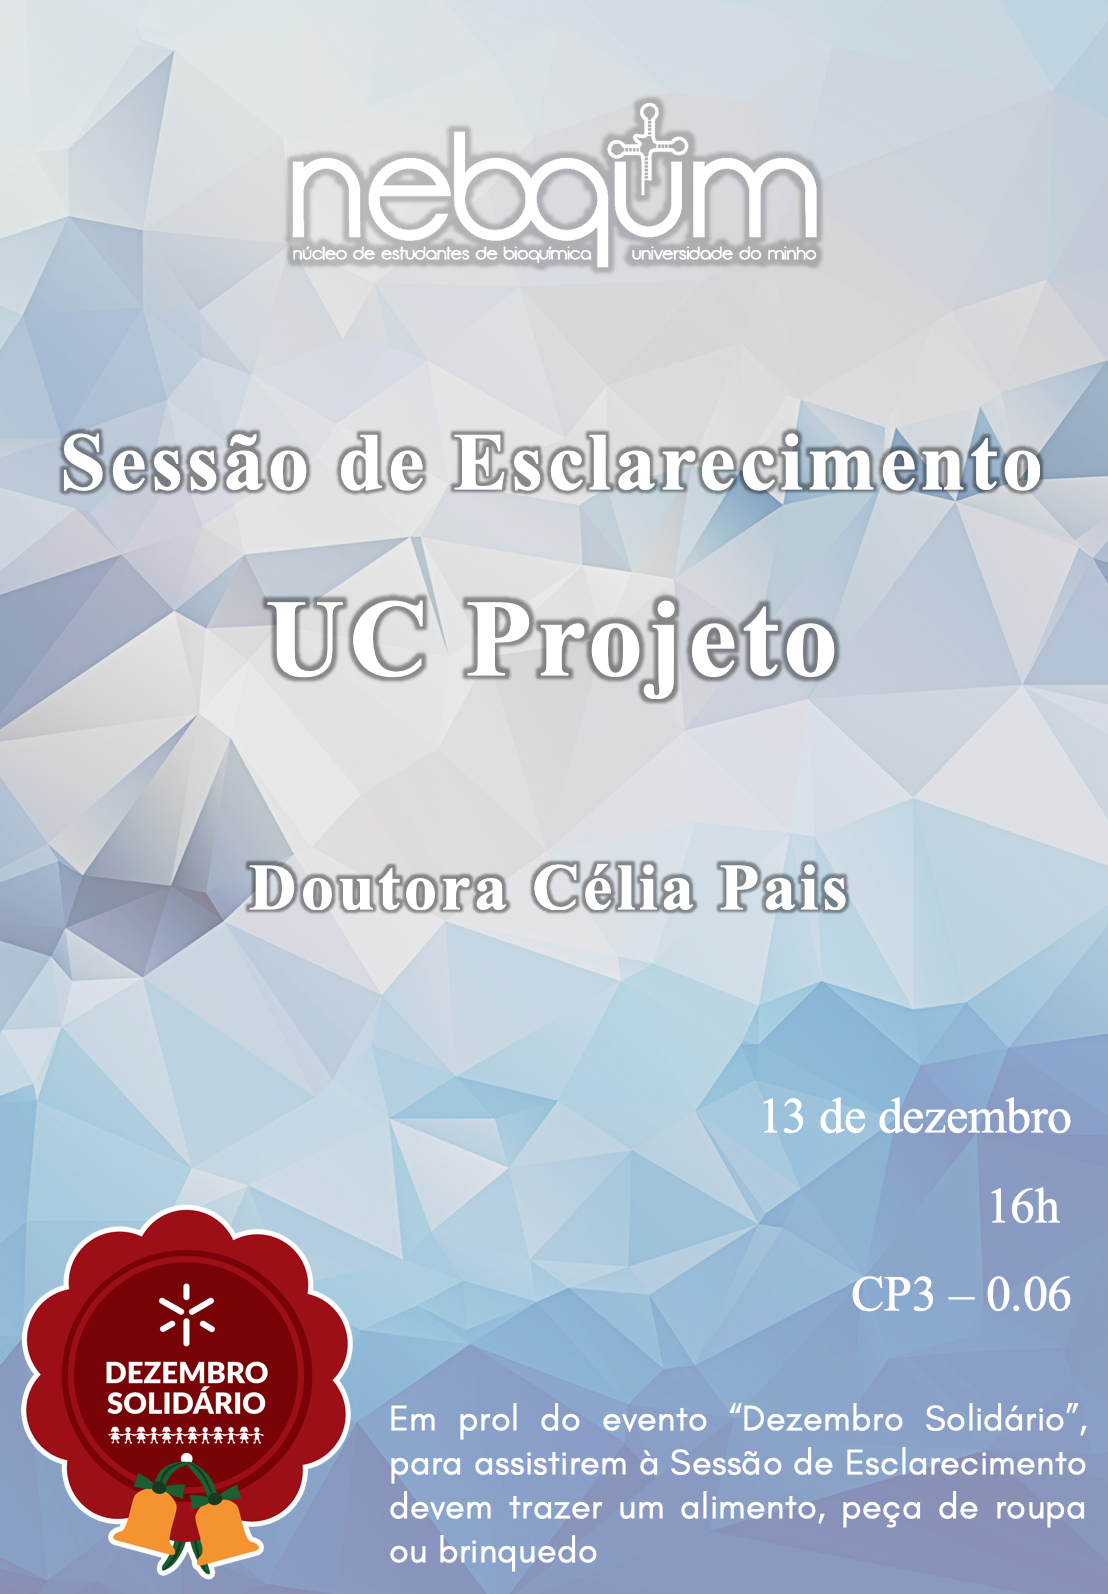 nebqum
núcleo de estudantes de bioquímica universidade do minho
Sessão de Esclarecimento
UC Projeto
Doutora Célia Pais
13 de dezembro
16h
CP3 – 0.06
DEZEMBRO
SOLIDÁRIO
Em prol do evento “Dezembro Solidário”,
para assistirem à Sessão de Esclarecimento
devem trazer um alimento, peça de roupa
ou brinquedo